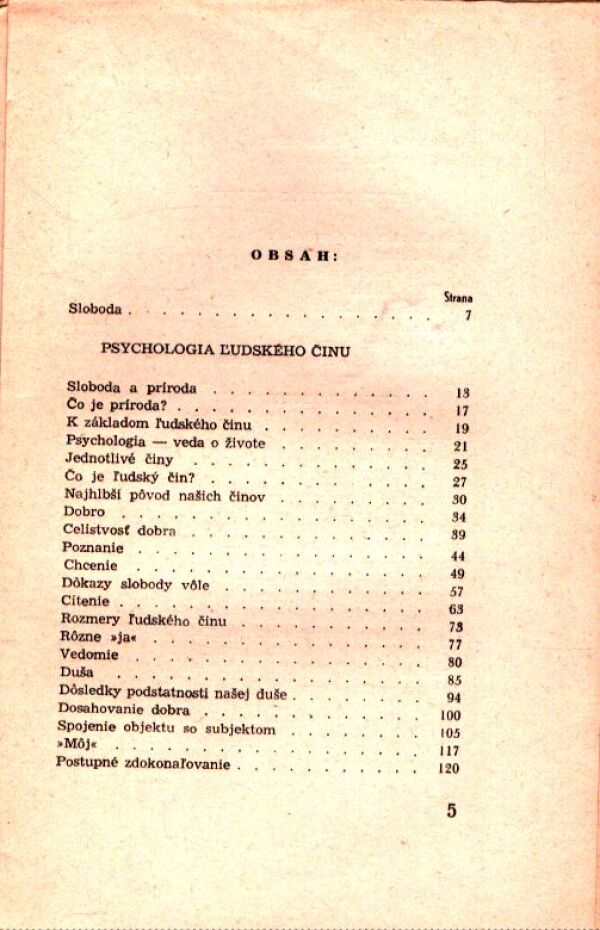 OBSAH:
Strana
Sloboda . . . . . . . . . . . . . . . . . . 7
PSYCHOLOGIA ĽUDSKÉHO ČINU
Sloboda a príroda . . . . . . . . . . . . . 13
Čo je príroda? . . . . . . . . . . . . . . . 17
K základom ľudského činu . . . . . . . . . . 19
Psychologia — veda o živote . . . . . . . . . 21
Jednotlivé činy . . . . . . . . . . . . . . 25
Čo je ľudský čin? . . . . . . . . . . . . . 27
Najhlbší pôvod našich činov . . . . . . . . . 30
Dobro . . . . . . . . . . . . . . . . . 34
Celistvosť dobra . . . . . . . . . . . . . . 39
Poznanie . . . . . . . . . . . . . . . . 44
Chcenie . . . . . . . . . . . . . . . . 49
Dôkazy slobody vôle . . . . . . . . . . . . 57
Cítenie . . . . . . . . . . . . . . . . . 63
Rozmery ľudského činu . . . . . . . . . . . 73
Rôzne »ja« . . . . . . . . . . . . . . . 77
Vedomie . . . . . . . . . . . . . . . . 80
Duša . . . . . . . . . . . . . . . . . 85
Dôsledky podstatnosti našej duše . . . . . . . . 94
Dosahovanie dobra . . . . . . . . . . . . 100
Spojenie objektu so subjektom . . . . . . . . 105
»Môj« . . . . . . . . . . . . . . . . . 117
Postupné zdokonaľovanie . . . . . . . . . . . 120
5